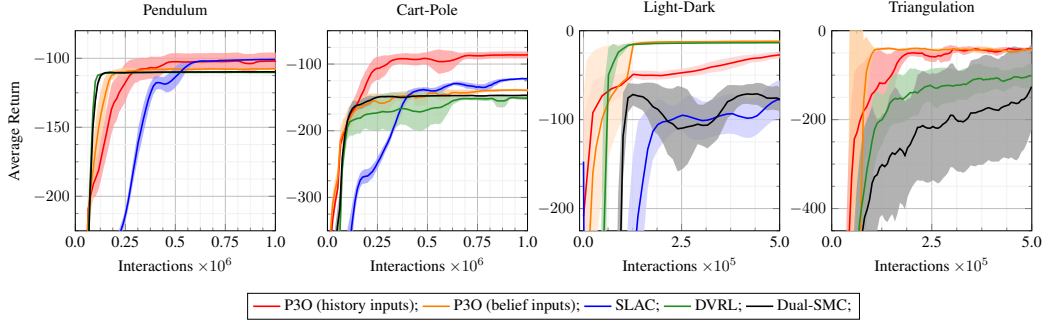 Pendulum
Cart-Pole
Light-Dark
Triangulation
Average Return
−100
−150
−200
0.0 0.25 0.5 0.75 1.0
Interactions ×10⁶
−100
−200
−300
0.0 0.25 0.5 0.75 1.0
Interactions ×10⁶
0
−100
−200
0.0 2.5 5.0
Interactions ×10⁵
0
−200
−400
0.0 2.5 5.0
Interactions ×10⁵
P3O (history inputs); P3O (belief inputs); SLAC; DVRL; Dual-SMC;